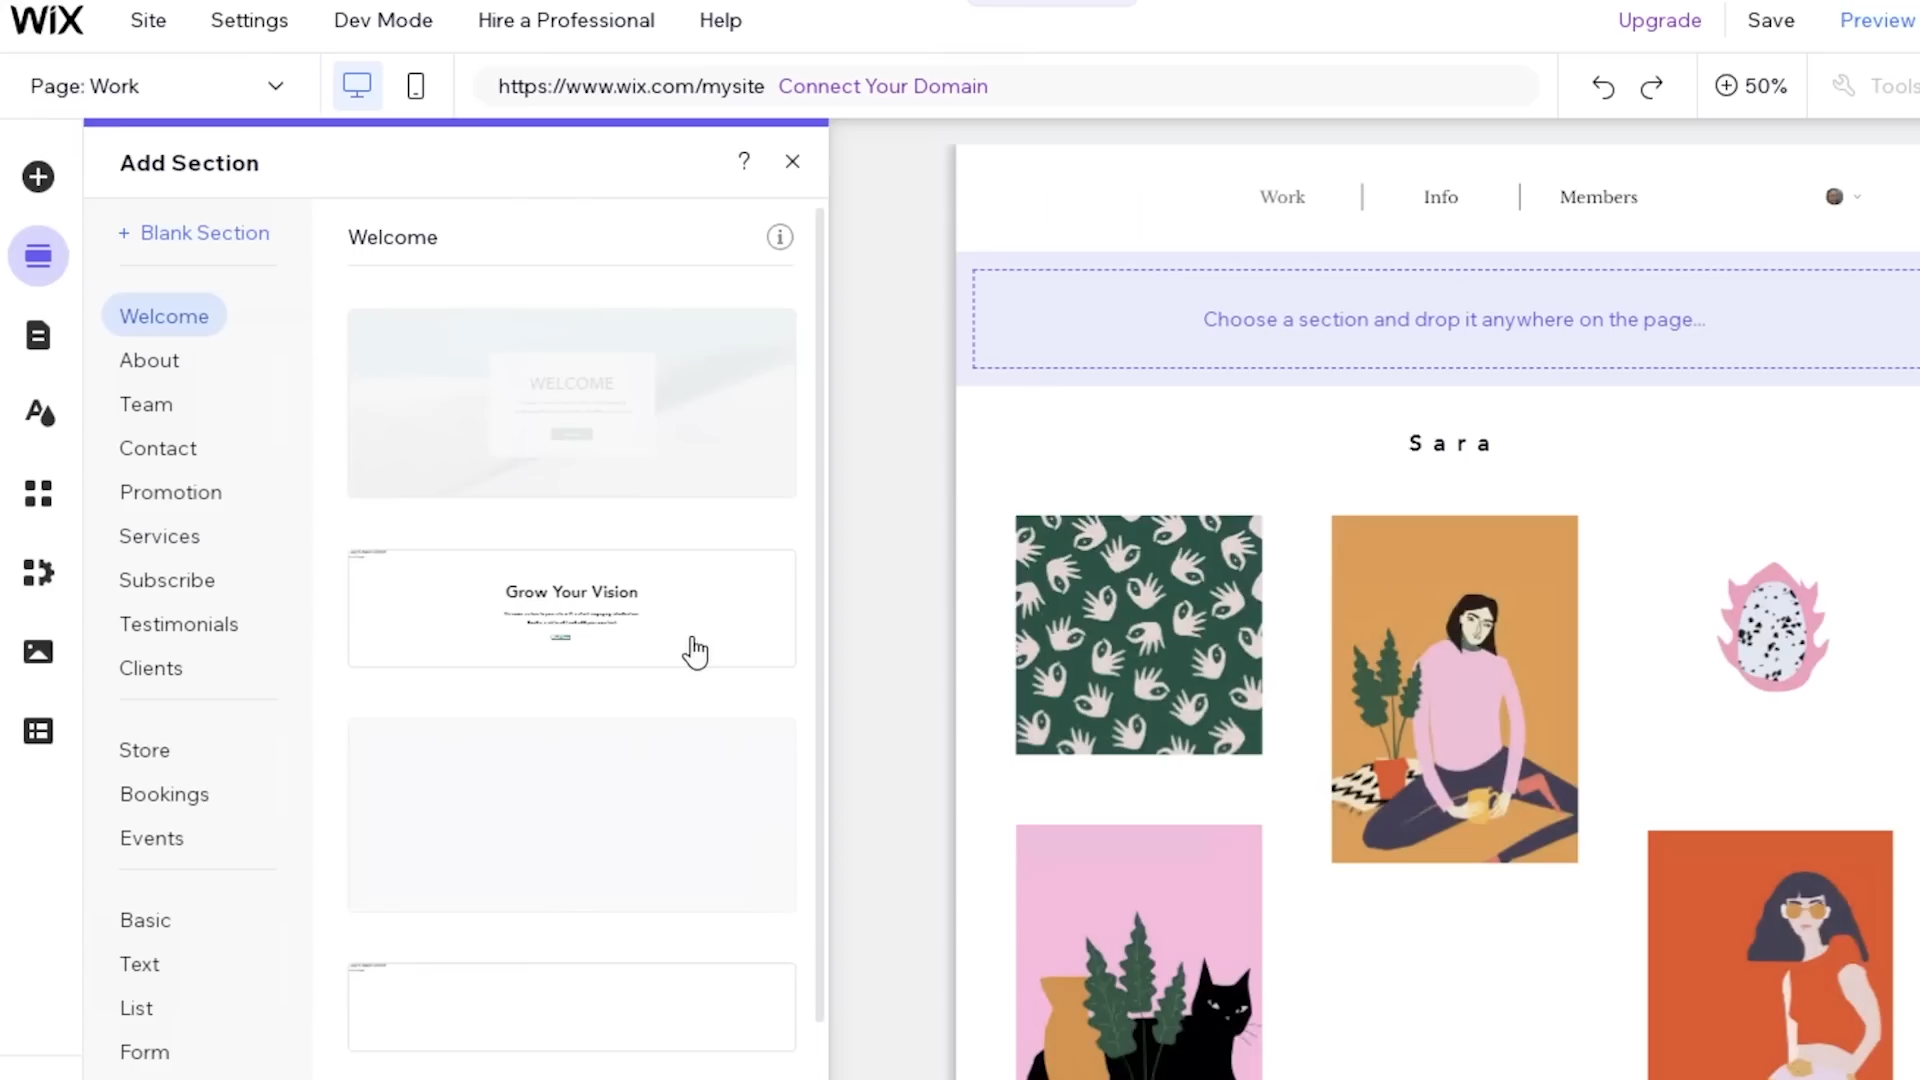 WiX
Site
Settings
Dev Mode
Hire a Professional
Help
Upgrade
Save
Preview
Page: Work
https://www.wix.com/mysite
Connect Your Domain
50%
Tools
Add Section
?
+ Blank Section
Welcome
About
Team
Contact
Promotion
Services
Subscribe
Testimonials
Clients
Store
Bookings
Events
Basic
Text
List
Form
Welcome
WELCOME
Grow Your Vision
Work
Info
Members
Choose a section and drop it anywhere on the page...
Sara